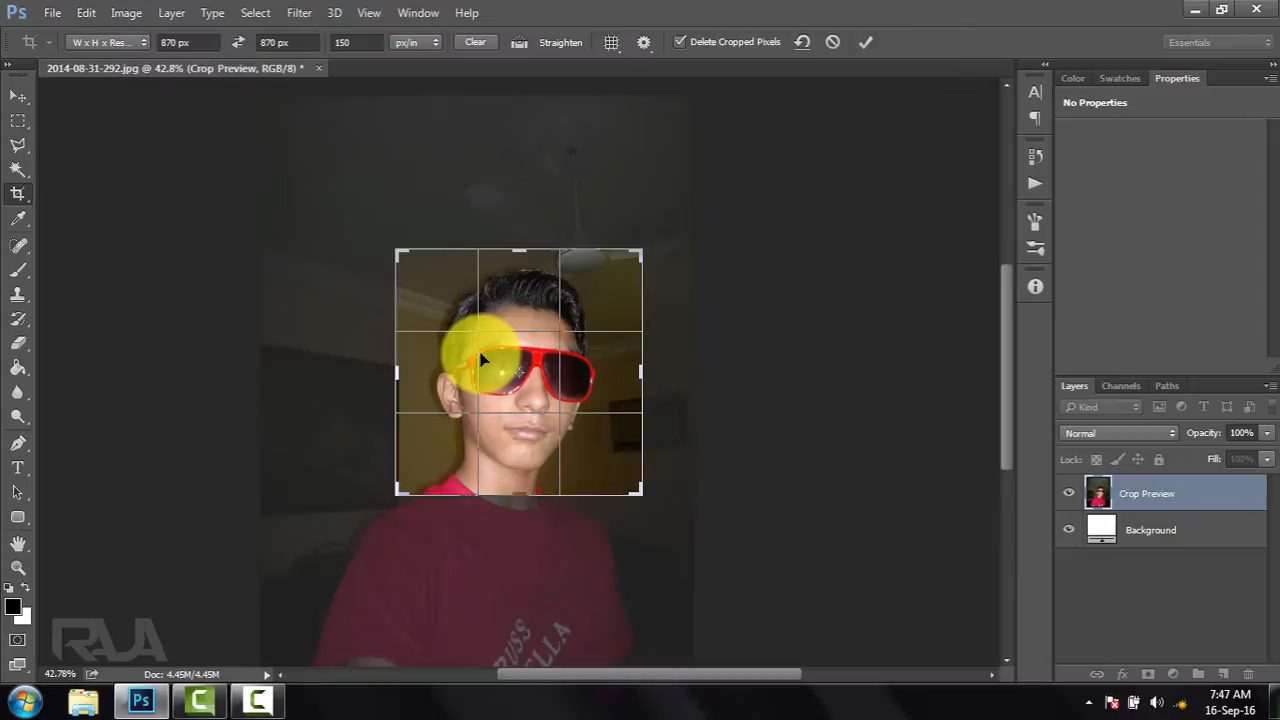 Ps File Edit Image Layer Type Select Filter 3D View Window Help
W x H x Res... 870 px 870 px 150 px/in Clear Straighten Delete Cropped Pixels Essentials
2014-08-31-292.jpg @ 42.8% (Crop Preview, RGB/8) *
Color Swatches Properties
No Properties
Layers Channels Paths
Kind
Normal Opacity: 100%
Lock: Fill: 100%
Crop Preview
Background
RAJA
42.78% Doc: 4.45M/4.45M
Ps
7:47 AM
16-Sep-16